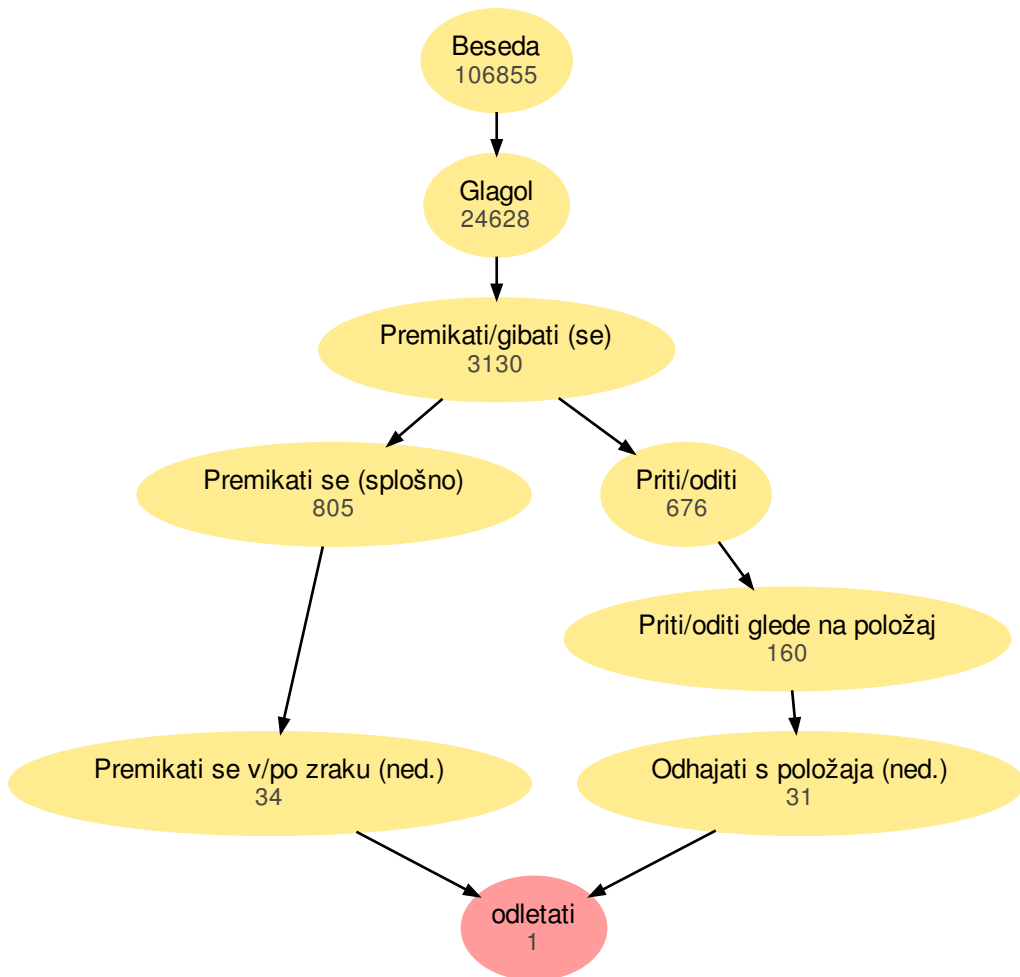 Beseda
106855
Glagol
24628
Premikati/gibati (se)
3130
Premikati se (splošno)
805
Priti/oditi
676
Priti/oditi glede na položaj
160
Premikati se v/po zraku (ned.)
34
Odhajati s položaja (ned.)
31
odletati
1